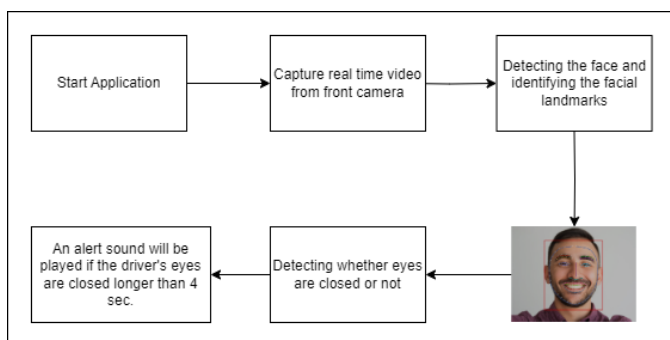 Start Application
Capture real time video
from front camera
Detecting the face and
identifying the facial
landmarks
An alert sound will be
played if the driver's eyes
are closed longer than 4
sec.
Detecting whether eyes
are closed or not